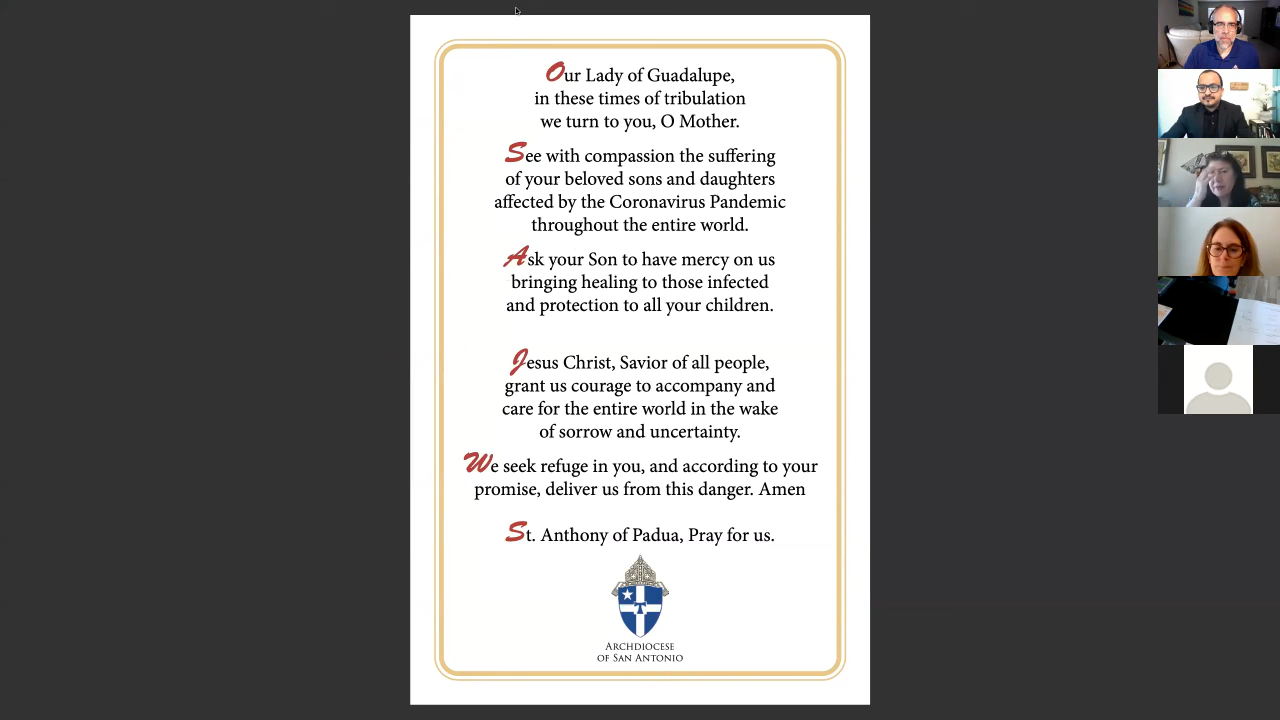 Our Lady of Guadalupe,
in these times of tribulation
we turn to you, O Mother.
See with compassion the suffering
of your beloved sons and daughters
affected by the Coronavirus Pandemic
throughout the entire world.
Ask your Son to have mercy on us
bringing healing to those infected
and protection to all your children.
Jesus Christ, Savior of all people,
grant us courage to accompany and
care for the entire world in the wake
of sorrow and uncertainty.
We seek refuge in you, and according to your
promise, deliver us from this danger. Amen
St. Anthony of Padua, Pray for us.
Archdiocese
of San Antonio